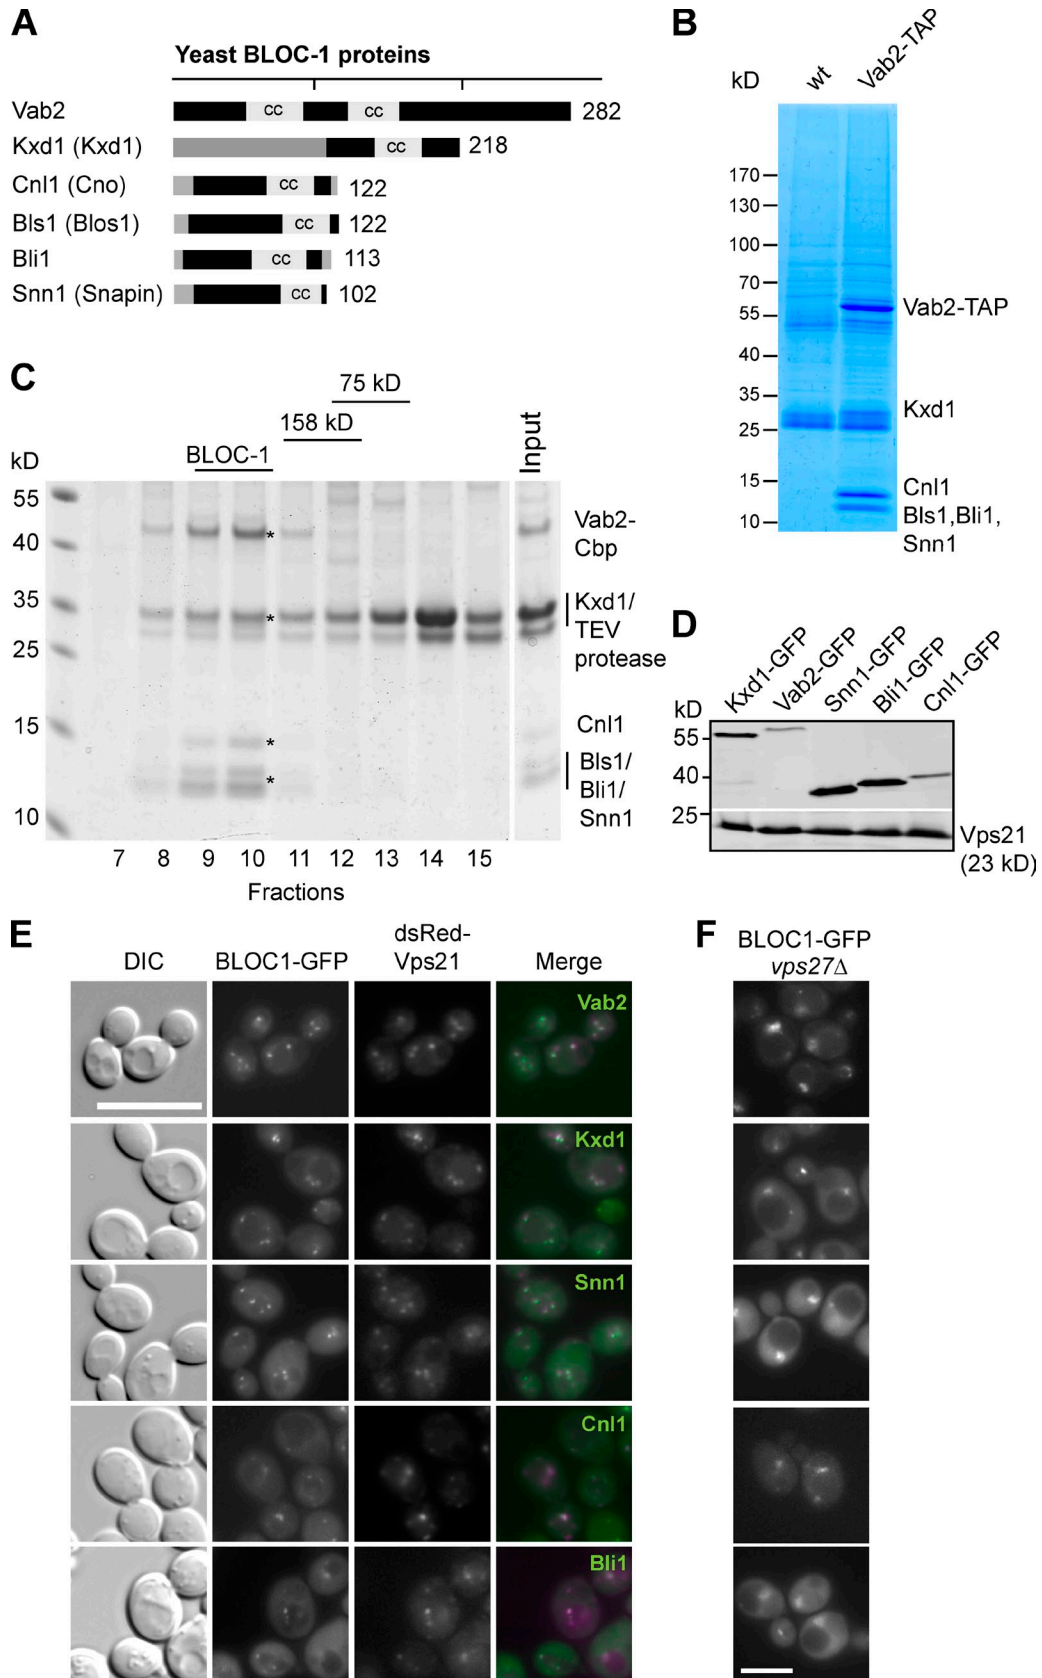 A
Yeast BLOC-1 proteins
Vab2
cc
cc
282
Kxd1 (Kxd1)
cc
218
Cnl1 (Cno)
cc
122
Bls1 (Blos1)
cc
122
Bli1
cc
113
Snn1 (Snapin)
cc
102
B
kD
wt
Vab2-TAP
170
130
100
70
55
40
35
25
15
10
Vab2-TAP
Kxd1
Cnl1
Bls1,Bli1,
Snn1
C
75 kD
158 kD
BLOC-1
Input
kD
55
40
35
25
15
10
*
*
*
*
Vab2-
Cbp
Kxd1/
TEV
protease
Cnl1
Bls1/
Bli1/
Snn1
7 8 9 10 11 12 13 14 15
Fractions
D
Kxd1-GFP
Vab2-GFP
Snn1-GFP
Bli1-GFP
Cnl1-GFP
kD
55
40
25
Vps21
(23 kD)
E
DIC
BLOC1-GFP
dsRed-
Vps21
Merge
Vab2
Kxd1
Snn1
Cnl1
Bli1
F
BLOC1-GFP
vps27Δ